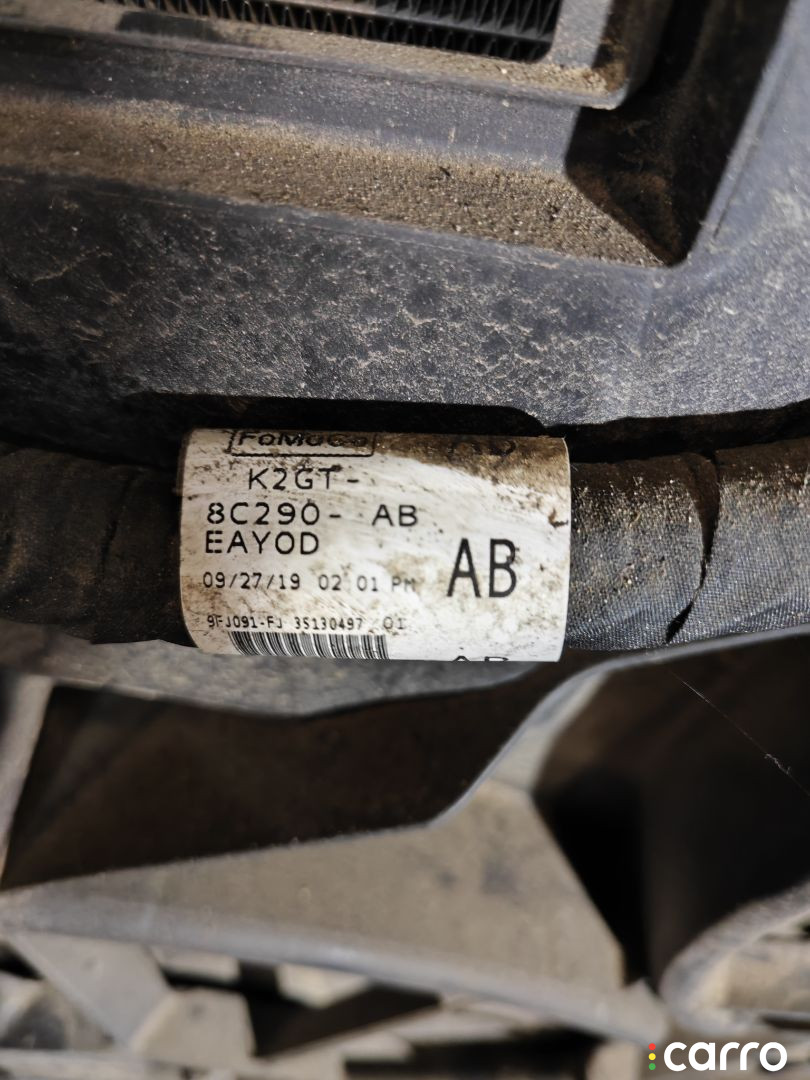 FoMoCo
K2GT-
8C290- AB
EAYOD
AB
09/27/19 02 01 PM
9FJ091-FJ 35130497 01
carro